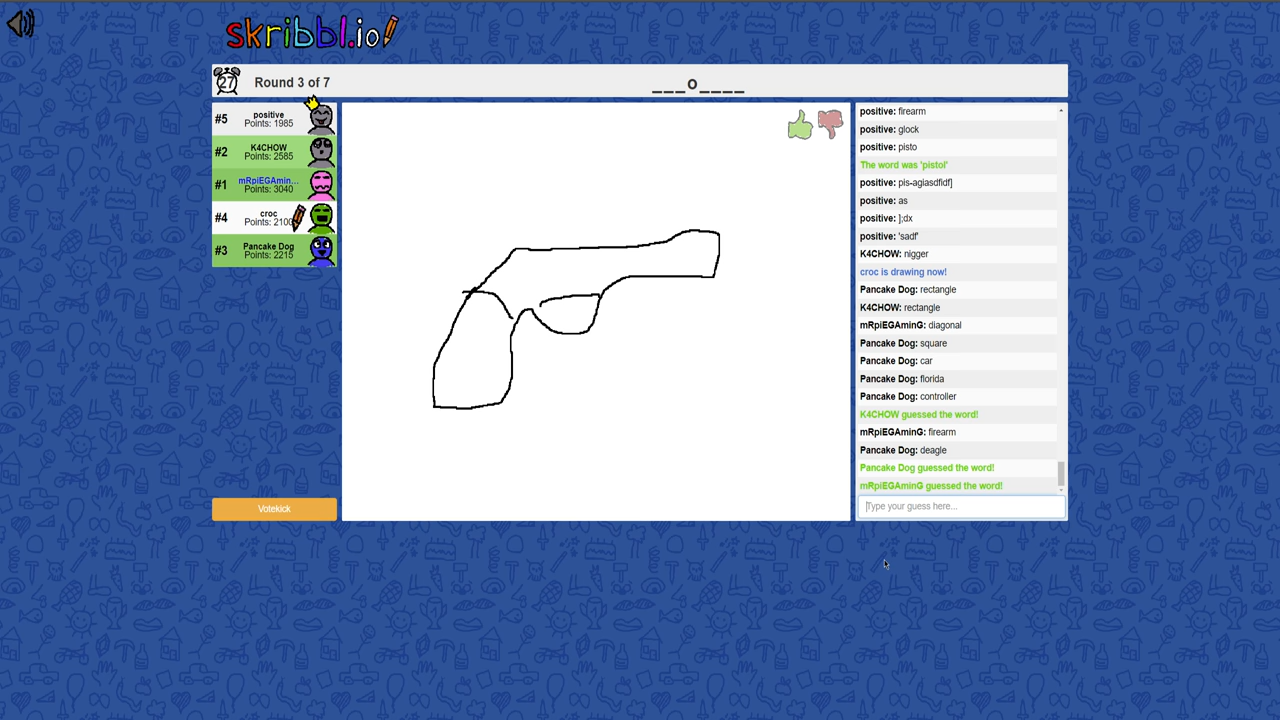 skribbl.io
27
Round 3 of 7
___o____
#5
positive
Points: 1985
#2
K4CHOW
Points: 2585
#1
mRpiEGAmin...
Points: 3040
#4
croc
Points: 2100
#3
Pancake Dog
Points: 2215
Votekick
positive: firearm
positive: glock
positive: pisto
The word was 'pistol'
positive: pis-aglasdfidf]
positive: as
positive: ];dx
positive: 'sadf'
K4CHOW: nigger
croc is drawing now!
Pancake Dog: rectangle
K4CHOW: rectangle
mRpiEGAminG: diagonal
Pancake Dog: square
Pancake Dog: car
Pancake Dog: florida
Pancake Dog: controller
K4CHOW guessed the word!
mRpiEGAminG: firearm
Pancake Dog: deagle
Pancake Dog guessed the word!
mRpiEGAminG guessed the word!
Type your guess here...